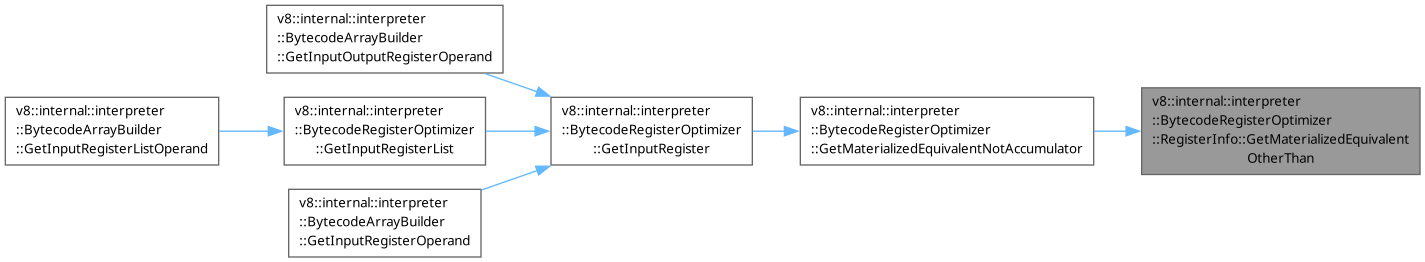 v8::internal::interpreter
::BytecodeArrayBuilder
::GetInputOutputRegisterOperand
v8::internal::interpreter
::BytecodeArrayBuilder
::GetInputRegisterListOperand
v8::internal::interpreter
::BytecodeRegisterOptimizer
::GetInputRegisterList
v8::internal::interpreter
::BytecodeArrayBuilder
::GetInputRegisterOperand
v8::internal::interpreter
::BytecodeRegisterOptimizer
::GetInputRegister
v8::internal::interpreter
::BytecodeRegisterOptimizer
::GetMaterializedEquivalentNotAccumulator
v8::internal::interpreter
::BytecodeRegisterOptimizer
::RegisterInfo::GetMaterializedEquivalent
OtherThan